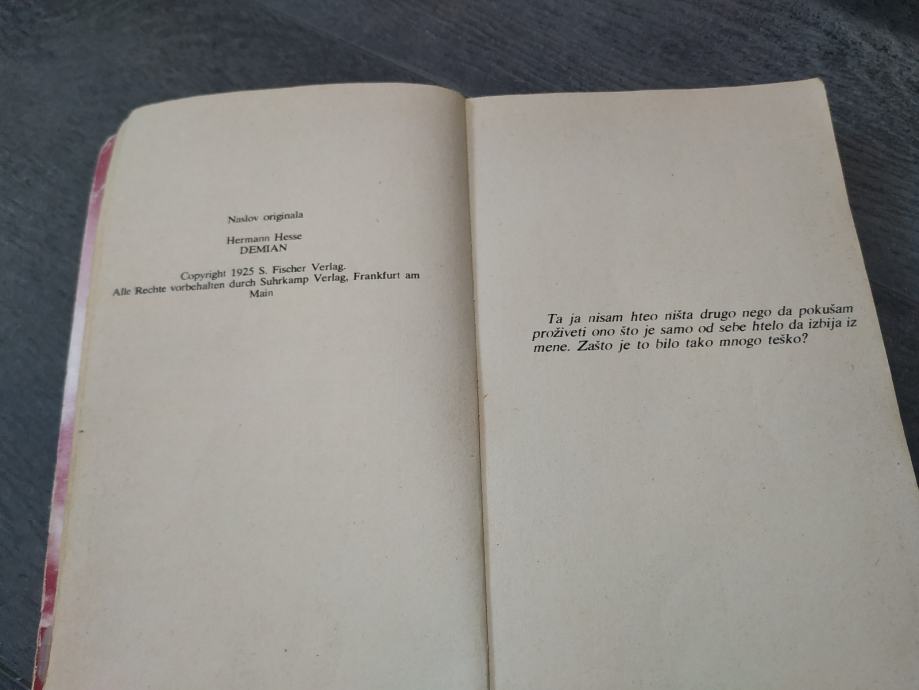 Naslov originala
Hermann Hesse
DEMIAN
Copyright 1925 S. Fischer Verlag.
Alle Rechte vorbehalten durch Suhrkamp Verlag, Frankfurt am
Main
Ta ja nisam hteo ništa drugo nego da pokušam
proživeti ono što je samo od sebe htelo da izbija iz
mene. Zašto je to bilo tako mnogo teško?